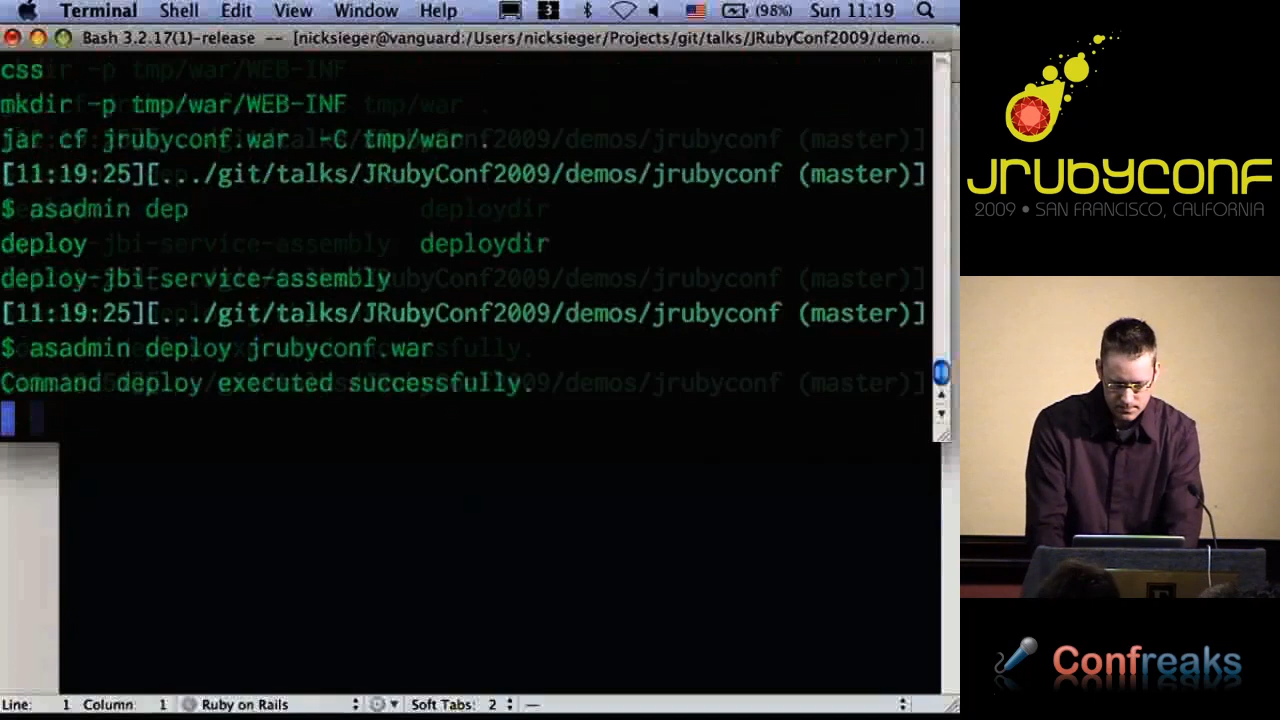 Terminal Shell Edit View Window Help 3 (98%) Sun 11:19
Bash 3.2.17(1)-release -- [nicksieger@vanguard:/Users/nicksieger/Projects/git/talks/JRubyConf2009/demo...
css
mkdir -p tmp/war/WEB-INF
jar cf jrubyconf.war -C tmp/war .
[11:19:25][.../git/talks/JRubyConf2009/demos/jrubyconf (master)]
$ asadmin dep
deploy deploydir
deploy-jbi-service-assembly
[11:19:25][.../git/talks/JRubyConf2009/demos/jrubyconf (master)]
$ asadmin deploy jrubyconf.war
Command deploy executed successfully.
Line: 1 Column: 1 Ruby on Rails Soft Tabs: 2 —
JRUBYCONF
2009 • SAN FRANCISCO, CALIFORNIA
Confreaks